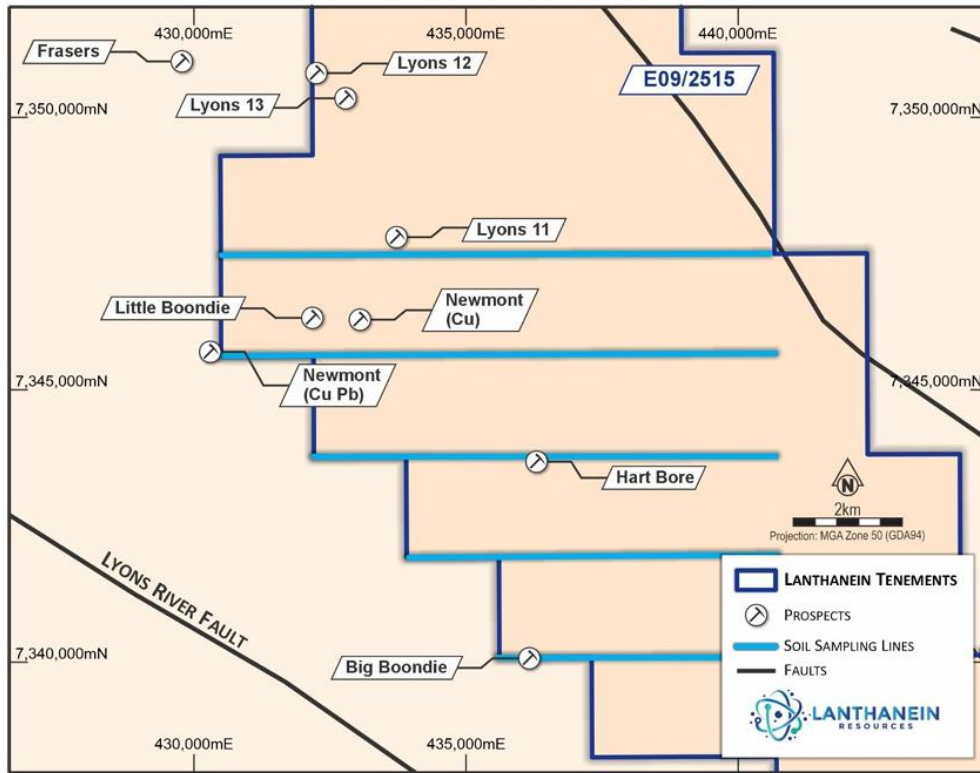 430,000mE
435,000mE
440,000mE
Frasers
Lyons 12
E09/2515
Lyons 13
7,350,000mN
7,350,000mN
Lyons 11
Little Boondie
Newmont
(Cu)
Newmont
(Cu Pb)
7,345,000mN
7,345,000mN
Hart Bore
N
2km
Projection: MGA Zone 50 (GDA94)
LYONS RIVER FAULT
LANTHANEIN TENEMENTS
PROSPECTS
SOIL SAMPLING LINES
FAULTS
LANTHANEIN
RESOURCES
7,340,000mN
Big Boondie
430,000mE
435,000mE